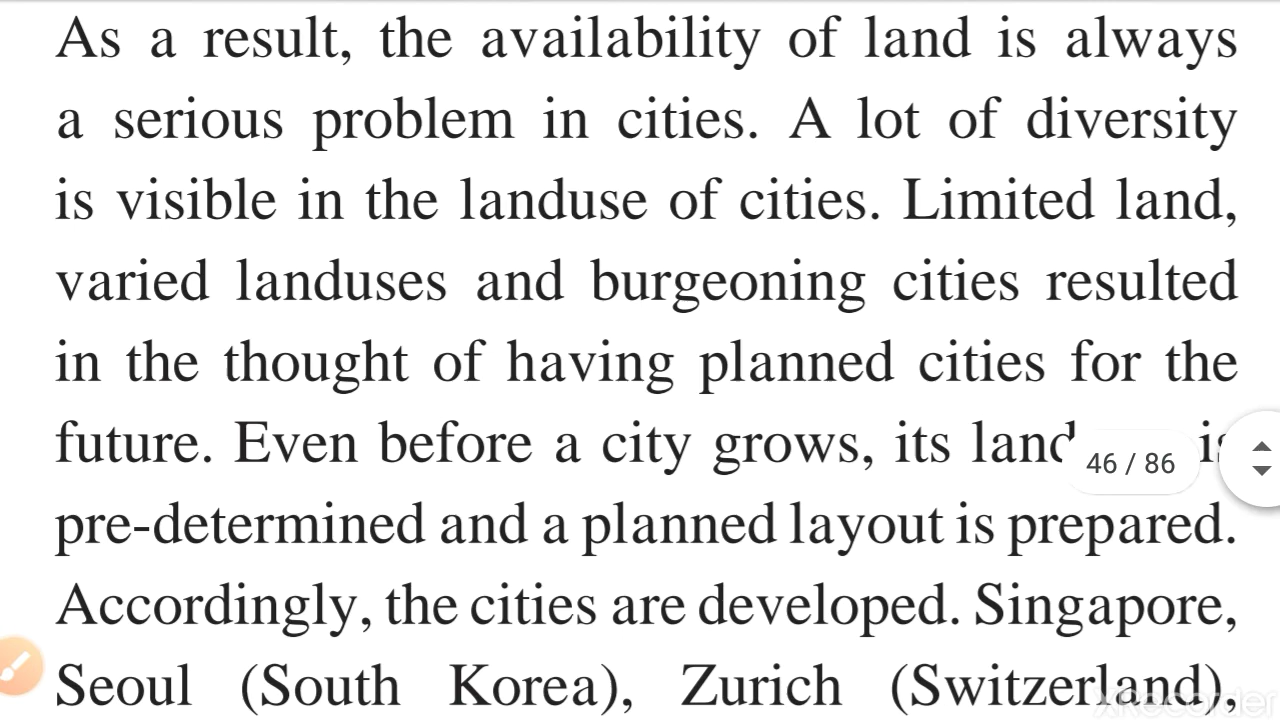 As a result, the availability of land is always
a serious problem in cities. A lot of diversity
is visible in the landuse of cities. Limited land,
varied landuses and burgeoning cities resulted
in the thought of having planned cities for the
future. Even before a city grows, its is
46 / 86
pre-determined and a planned layout is prepared.
Accordingly, the cities are developed. Singapore,
Seoul (South Korea), Zurich (Switzerland),
XRecorder